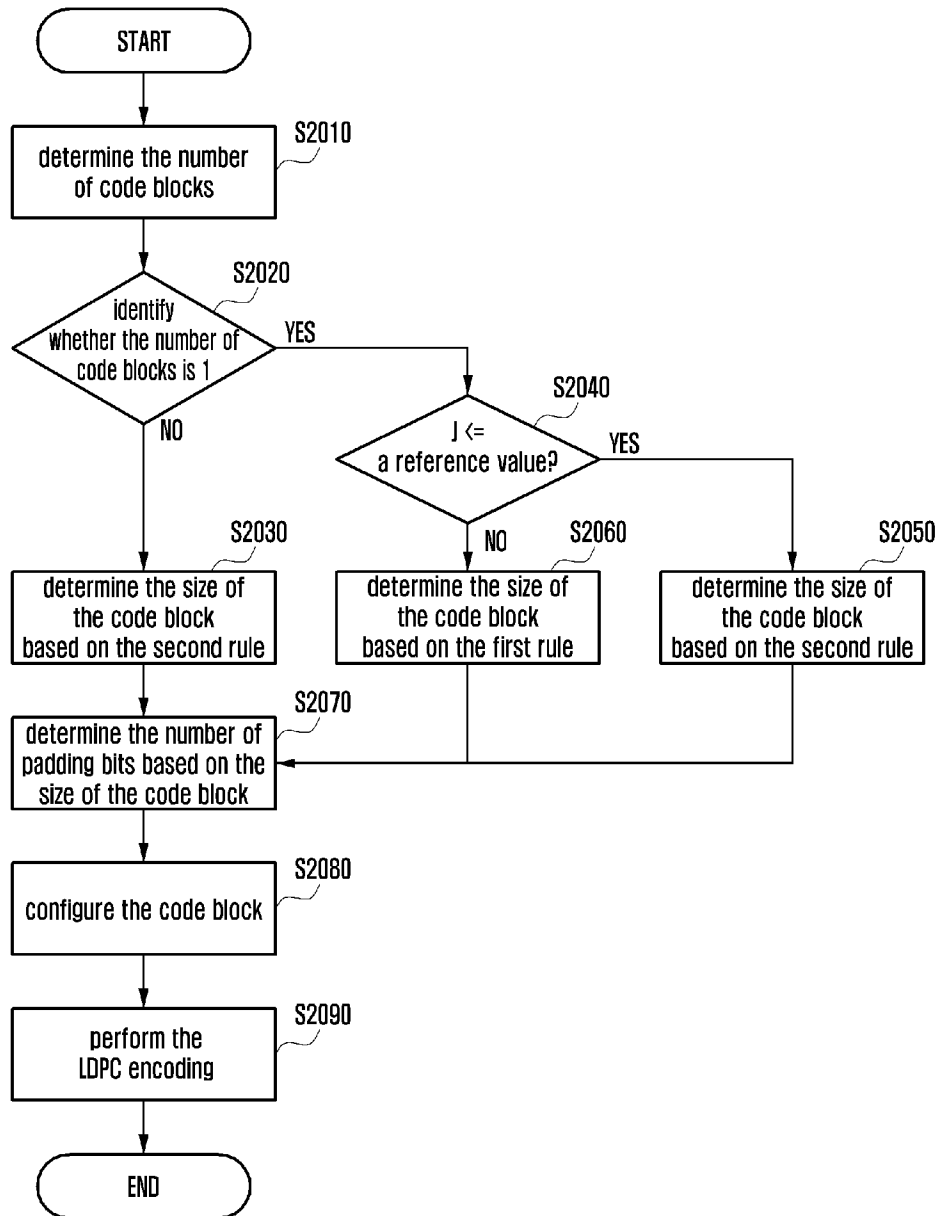 START
S2010
determine the number
of code blocks
S2020
identify
whether the number of
code blocks is 1
YES
NO
S2040
J <=
a reference value?
YES
NO
S2030
determine the size of
the code block
based on the second rule
S2060
determine the size of
the code block
based on the first rule
S2050
determine the size of
the code block
based on the second rule
S2070
determine the number of
padding bits based on the
size of the code block
S2080
configure the code block
S2090
perform the
LDPC encoding
END